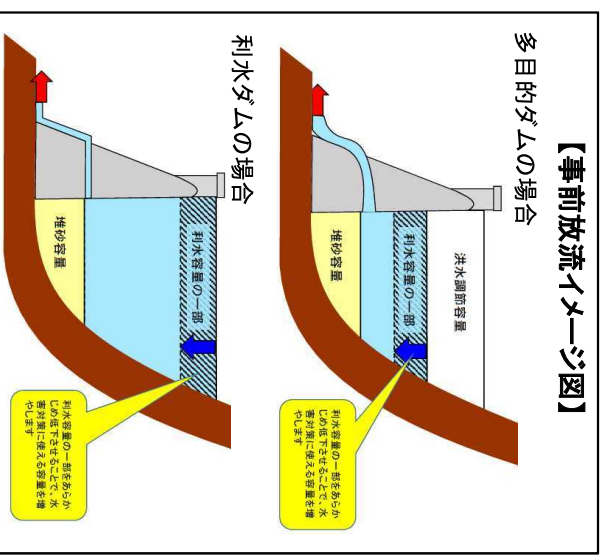 【事前放流イメージ図】
多目的ダムの場合
洪水調節容量
利水容量の一部
堆砂容量
利水容量の一部をあらか
じめ低下させることで、水
害対策に使える容量を増
やします
利水ダムの場合
利水容量の一部
堆砂容量
利水容量の一部をあらか
じめ低下させることで、水
害対策に使える容量を増
やします